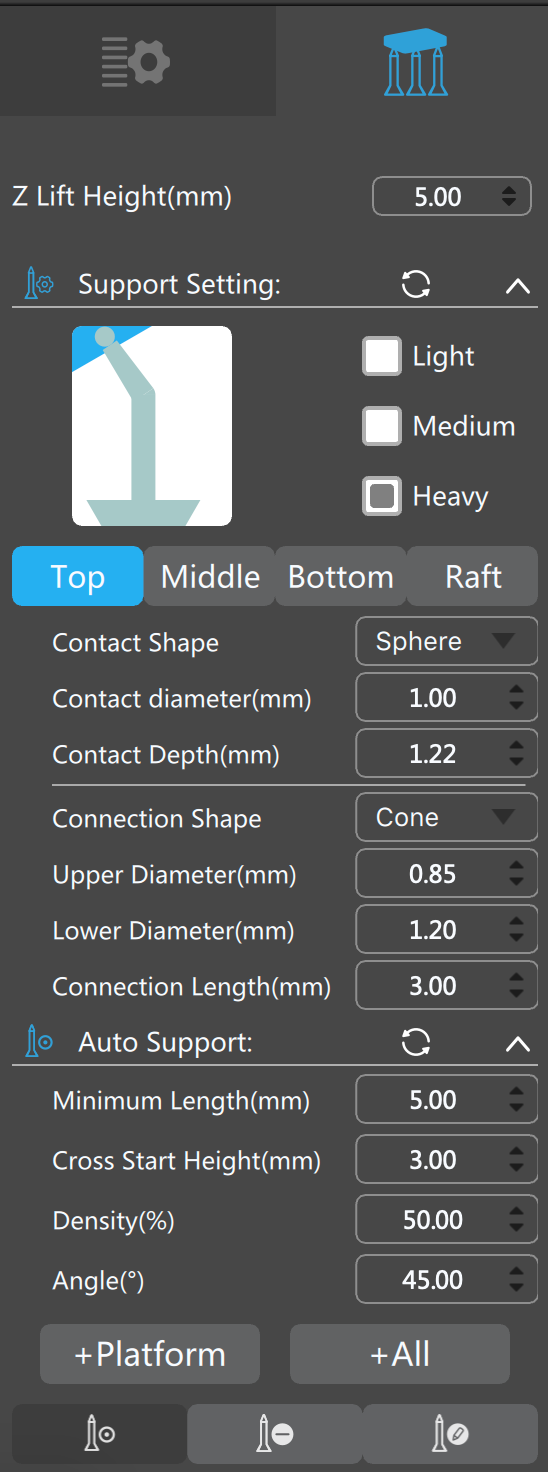 Z Lift Height(mm) 5.00
Support Setting:
Light
Medium
Heavy
Top Middle Bottom Raft
Contact Shape Sphere
Contact diameter(mm) 1.00
Contact Depth(mm) 1.22
Connection Shape Cone
Upper Diameter(mm) 0.85
Lower Diameter(mm) 1.20
Connection Length(mm) 3.00
Auto Support:
Minimum Length(mm) 5.00
Cross Start Height(mm) 3.00
Density(%) 50.00
Angle(°) 45.00
+Platform +All